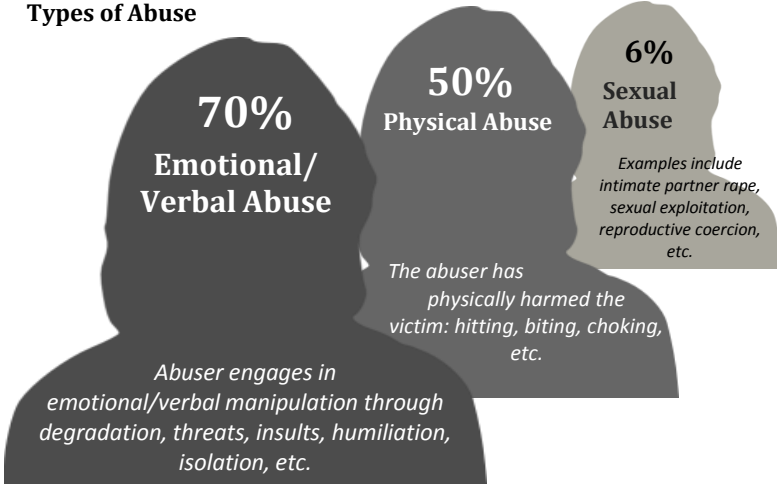 Types of Abuse
70%
Emotional/
Verbal Abuse
Abuser engages in
emotional/verbal manipulation through
degradation, threats, insults, humiliation,
isolation, etc.
50%
Physical Abuse
The abuser has
physically harmed the
victim: hitting, biting, choking,
etc.
6%
Sexual
Abuse
Examples include
intimate partner rape,
sexual exploitation,
reproductive coercion,
etc.